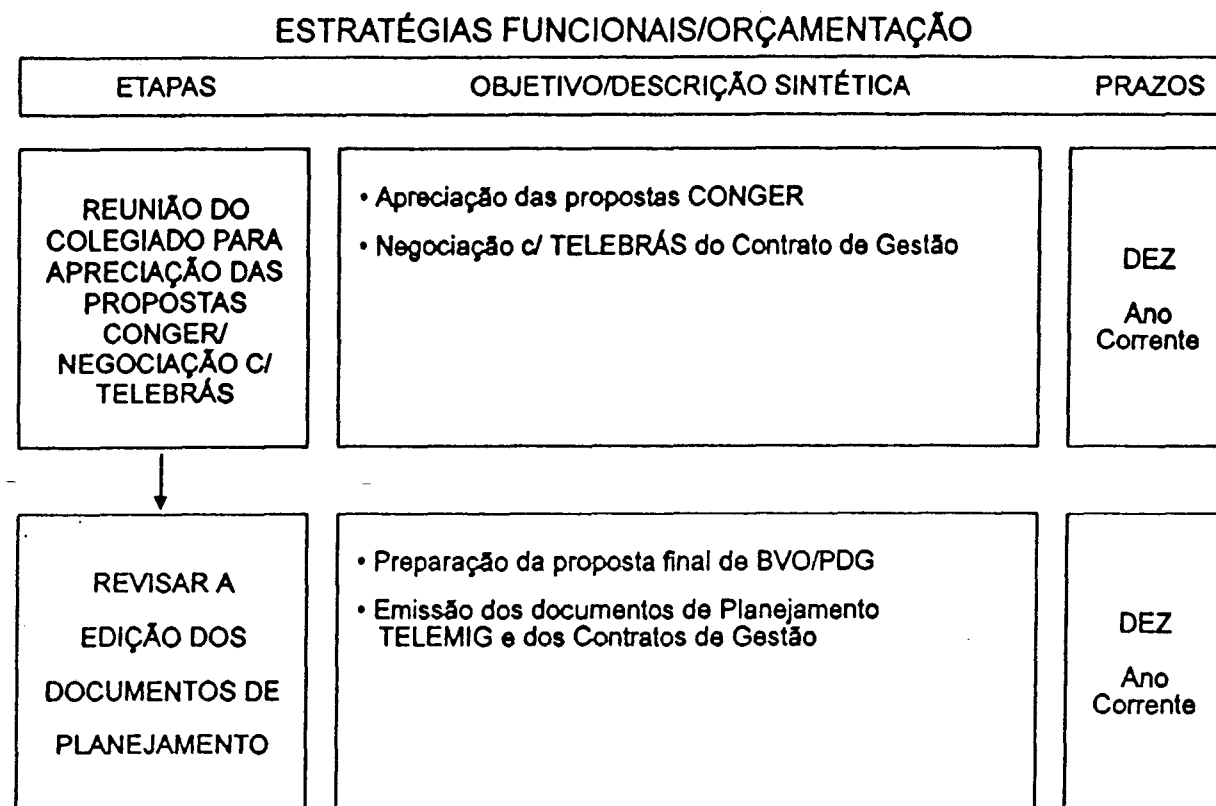 ESTRATÉGIAS FUNCIONAIS/ORÇAMENTAÇÃO
ETAPAS
OBJETIVO/DESCRIÇÃO SINTÉTICA
PRAZOS
REUNIÃO DO
COLEGIADO PARA
APRECIAÇÃO DAS
PROPOSTAS
CONGER/
NEGOCIAÇÃO C/
TELEBRÁS
• Apreciação das propostas CONGER
• Negociação c/ TELEBRÁS do Contrato de Gestão
DEZ
Ano
Corrente
REVISAR A
EDIÇÃO DOS
DOCUMENTOS DE
PLANEJAMENTO
• Preparação da proposta final de BVO/PDG
• Emissão dos documentos de Planejamento
TELEMIG e dos Contratos de Gestão
DEZ
Ano
Corrente